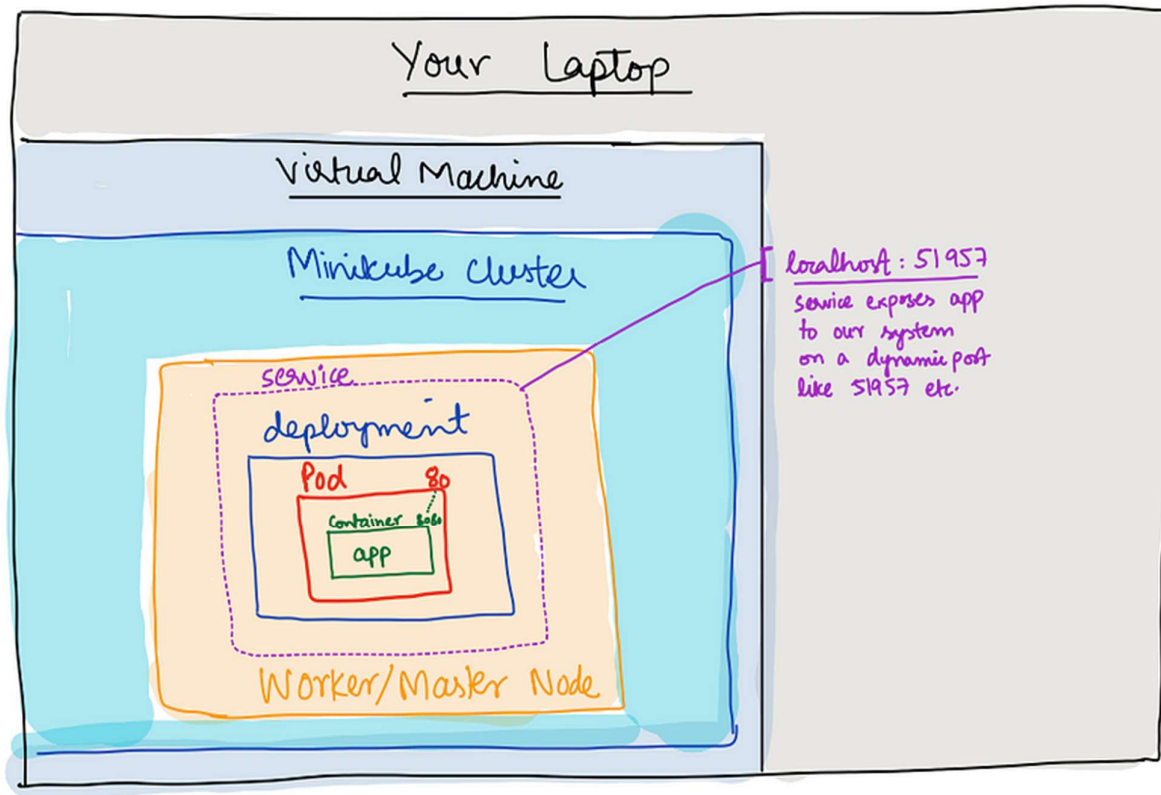 Your Laptop
Virtual Machine
Minikube Cluster
localhost : 51957
service exposes app
to our system
on a dynamic port
like 51957 etc.
service
deployment
Pod 80
Container 8080
app
Worker/Master Node